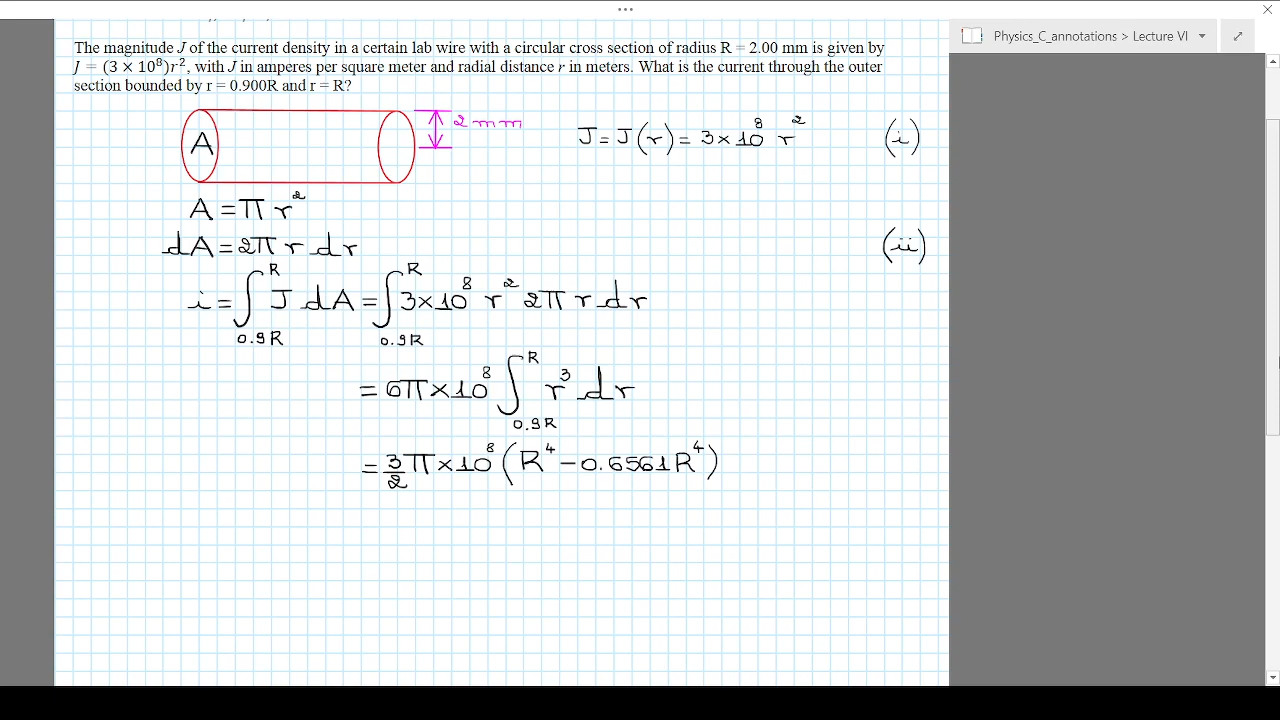 The magnitude J of the current density in a certain lab wire with a circular cross section of radius R = 2.00 mm is given by
J = (3 × 10⁸)r², with J in amperes per square meter and radial distance r in meters. What is the current through the outer
section bounded by r = 0.900R and r = R?
Physics_C_annotations > Lecture VI
A
2 mm
J = J(r) = 3×10⁸ r² (i)
A = π r²
dA = 2π r dr (ii)
i = ∫_{0.9R}^{R} J dA = ∫_{0.9R}^{R} 3×10⁸ r² 2π r dr
= 6π×10⁸ ∫_{0.9R}^{R} r³ dr
= 3/2 π×10⁸ (R⁴ − 0.6561R⁴)